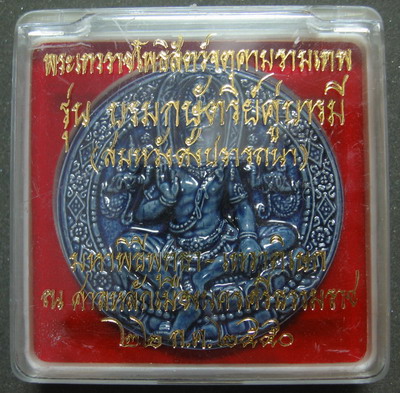 พระเทวราชโพธิสัตว์จตุคามรามเทพ
รุ่น บรมกษัตริย์คู่บารมี
(สมหวังดังปรารถนา)
มหาพิธีพุทธา - เทวาภิเษก
ณ ศาลหลักเมืองนครศรีธรรมราช
๒๒ ก.ค. ๒๕๕๐